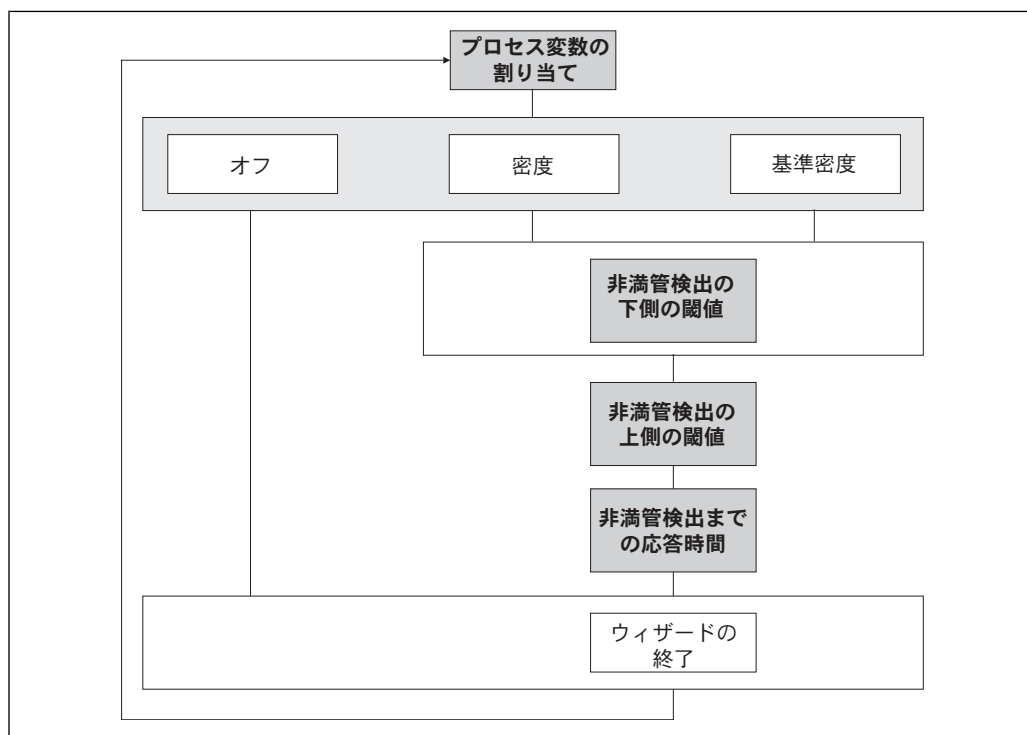 プロセス変数の
割り当て
オフ
密度
基準密度
非満管検出の
下側の閾値
非満管検出の
上側の閾値
非満管検出まで
の応答時間
ウィザードの
終了